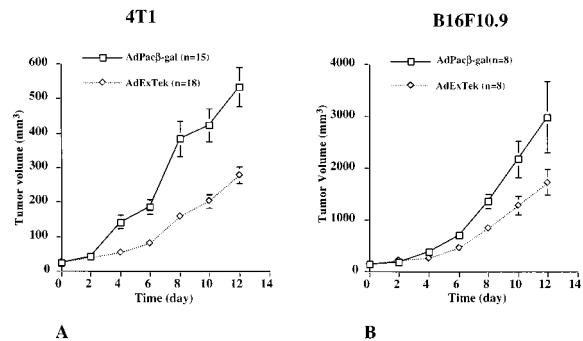 4T1
B16F10.9
600
500
400
300
200
100
0
Tumor volume (mm³)
AdPacβ-gal (n=15)
AdExTek (n=18)
0 2 4 6 8 10 12 14
Time (day)
A
4000
3000
2000
1000
0
Tumor Volume (mm³)
AdPacβ-gal(n=8)
AdExTek (n=8)
0 2 4 6 8 10 12 14
Time (day)
B